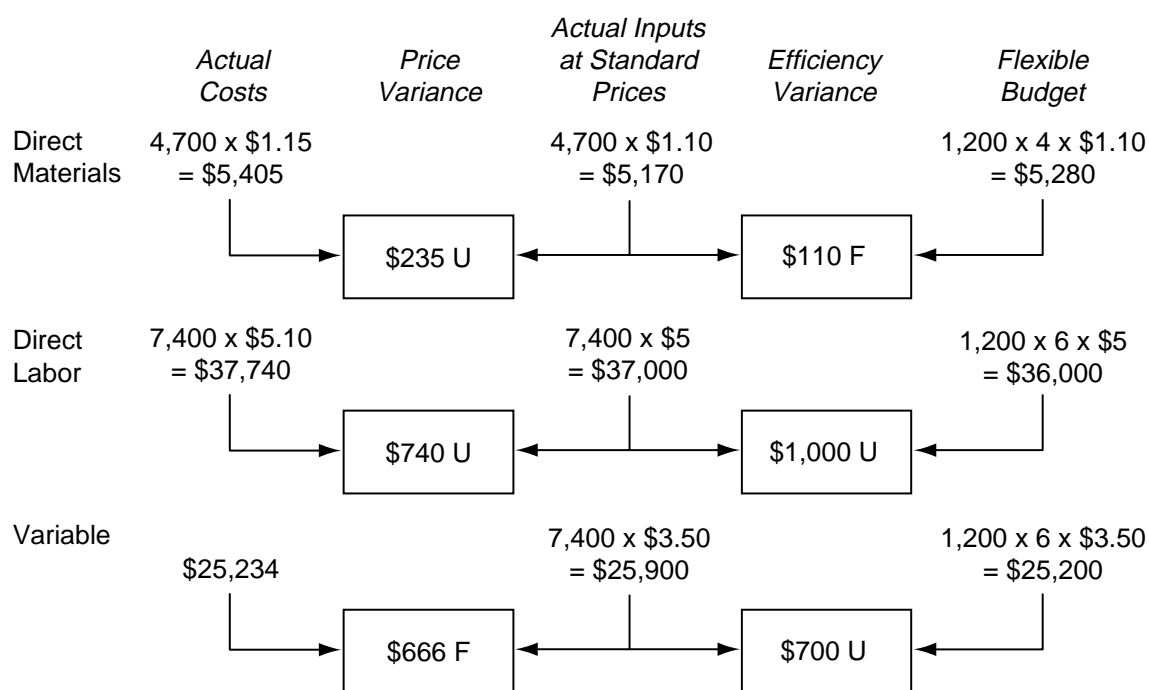 Actual
Costs
Price
Variance
Actual Inputs
at Standard
Prices
Efficiency
Variance
Flexible
Budget
Direct
Materials
4,700 x $1.15
= $5,405
4,700 x $1.10
= $5,170
1,200 x 4 x $1.10
= $5,280
$235 U
$110 F
Direct
Labor
7,400 x $5.10
= $37,740
7,400 x $5
= $37,000
1,200 x 6 x $5
= $36,000
$740 U
$1,000 U
Variable
$25,234
7,400 x $3.50
= $25,900
1,200 x 6 x $3.50
= $25,200
$666 F
$700 U